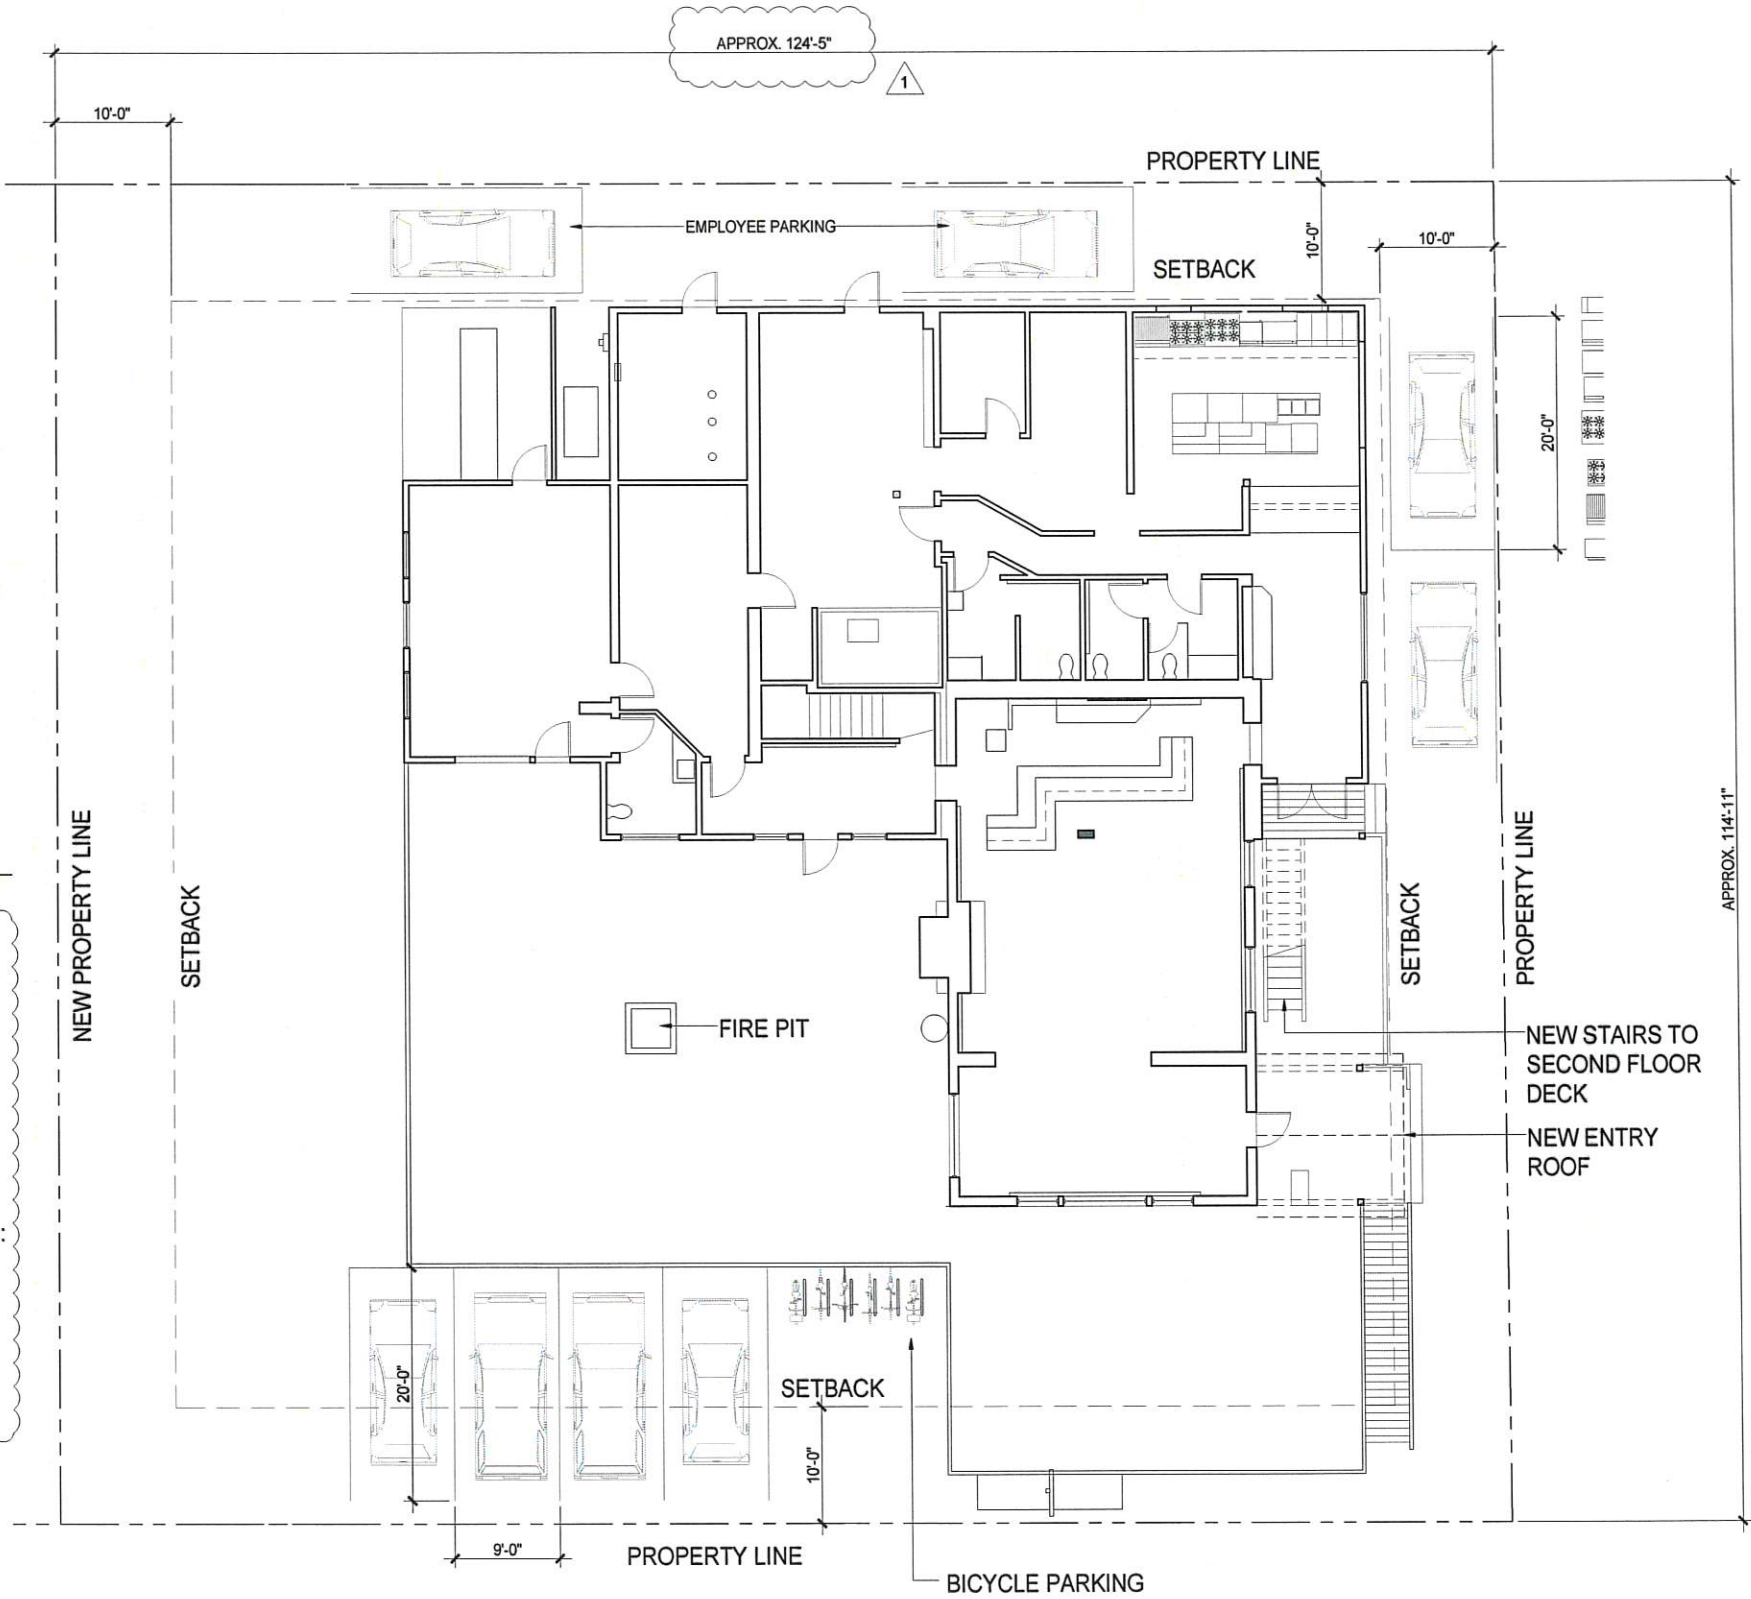 APPROX. 124'-5"
1
10'-0"
PROPERTY LINE
EMPLOYEE PARKING
10'-0"
10'-0"
SETBACK
20'-0"
NEW PROPERTY LINE
SETBACK
SETBACK
PROPERTY LINE
APPROX. 114'-11"
FIRE PIT
NEW STAIRS TO
SECOND FLOOR
DECK
NEW ENTRY
ROOF
20'-0"
SETBACK
10'-0"
9'-0"
PROPERTY LINE
BICYCLE PARKING